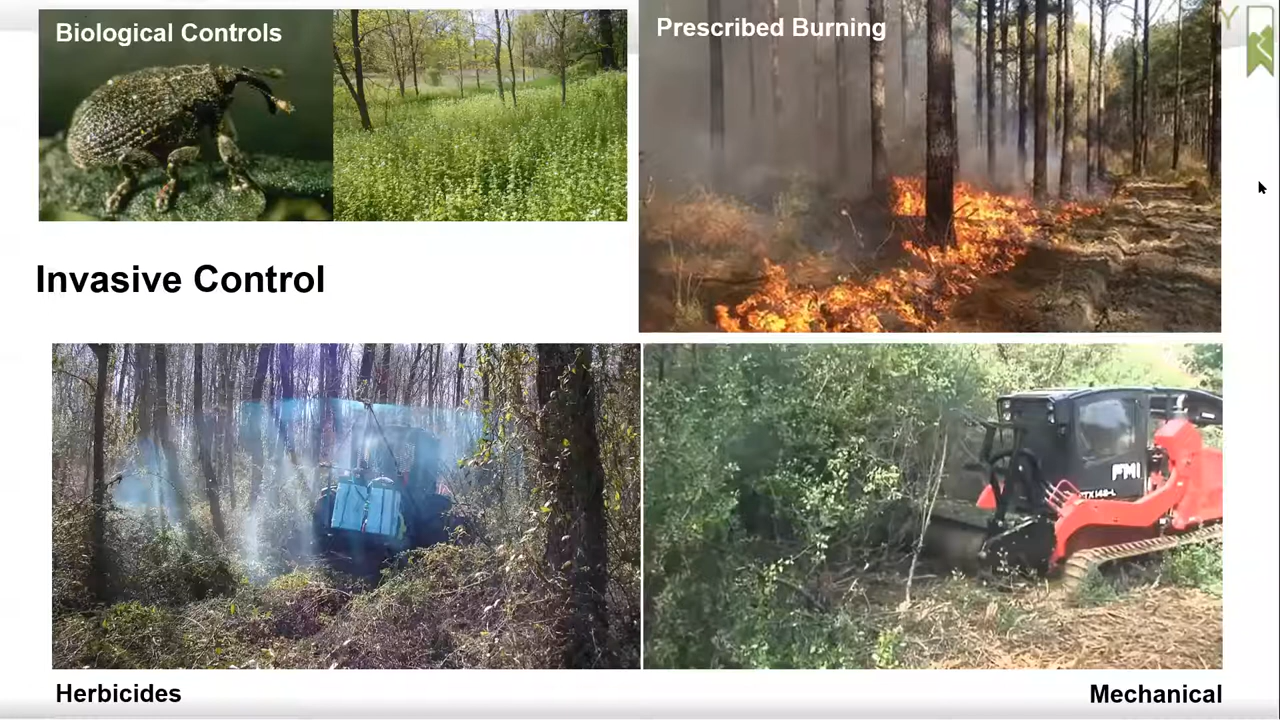 Biological Controls
Prescribed Burning
Y
Invasive Control
FMI
Herbicides
Mechanical